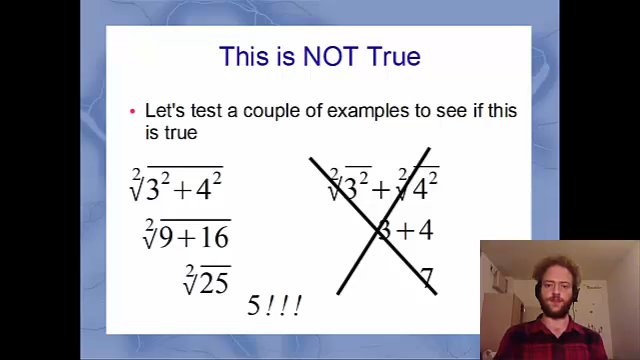 This is NOT True
• Let's test a couple of examples to see if this
is true
²√(3² + 4²)
²√3² + ²√4²
²√(9 + 16)
3 + 4
²√25
7
5!!!